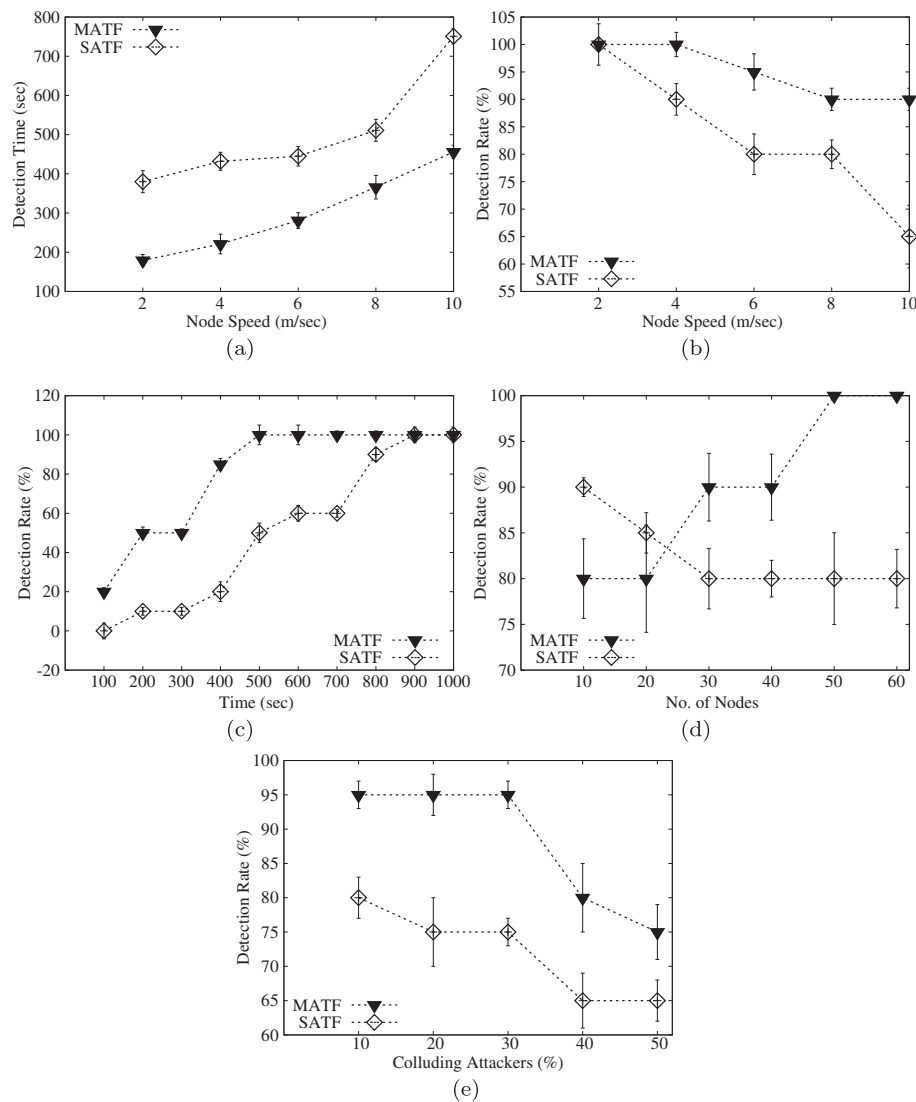 800
700
600
500
400
300
200
100
Detection Time (sec)
MATF
SATF
2 4 6 8 10
Node Speed (m/sec)
(a)
105
100
95
90
85
80
75
70
65
60
55
Detection Rate (%)
MATF
SATF
2 4 6 8 10
Node Speed (m/sec)
(b)
120
100
80
60
40
20
0
-20
Detection Rate (%)
MATF
SATF
100 200 300 400 500 600 700 800 900 1000
Time (sec)
(c)
100
95
90
85
80
75
70
Detection Rate (%)
MATF
SATF
10 20 30 40 50 60
No. of Nodes
(d)
100
95
90
85
80
75
70
65
60
Detection Rate (%)
MATF
SATF
10 20 30 40 50
Colluding Attackers (%)
(e)